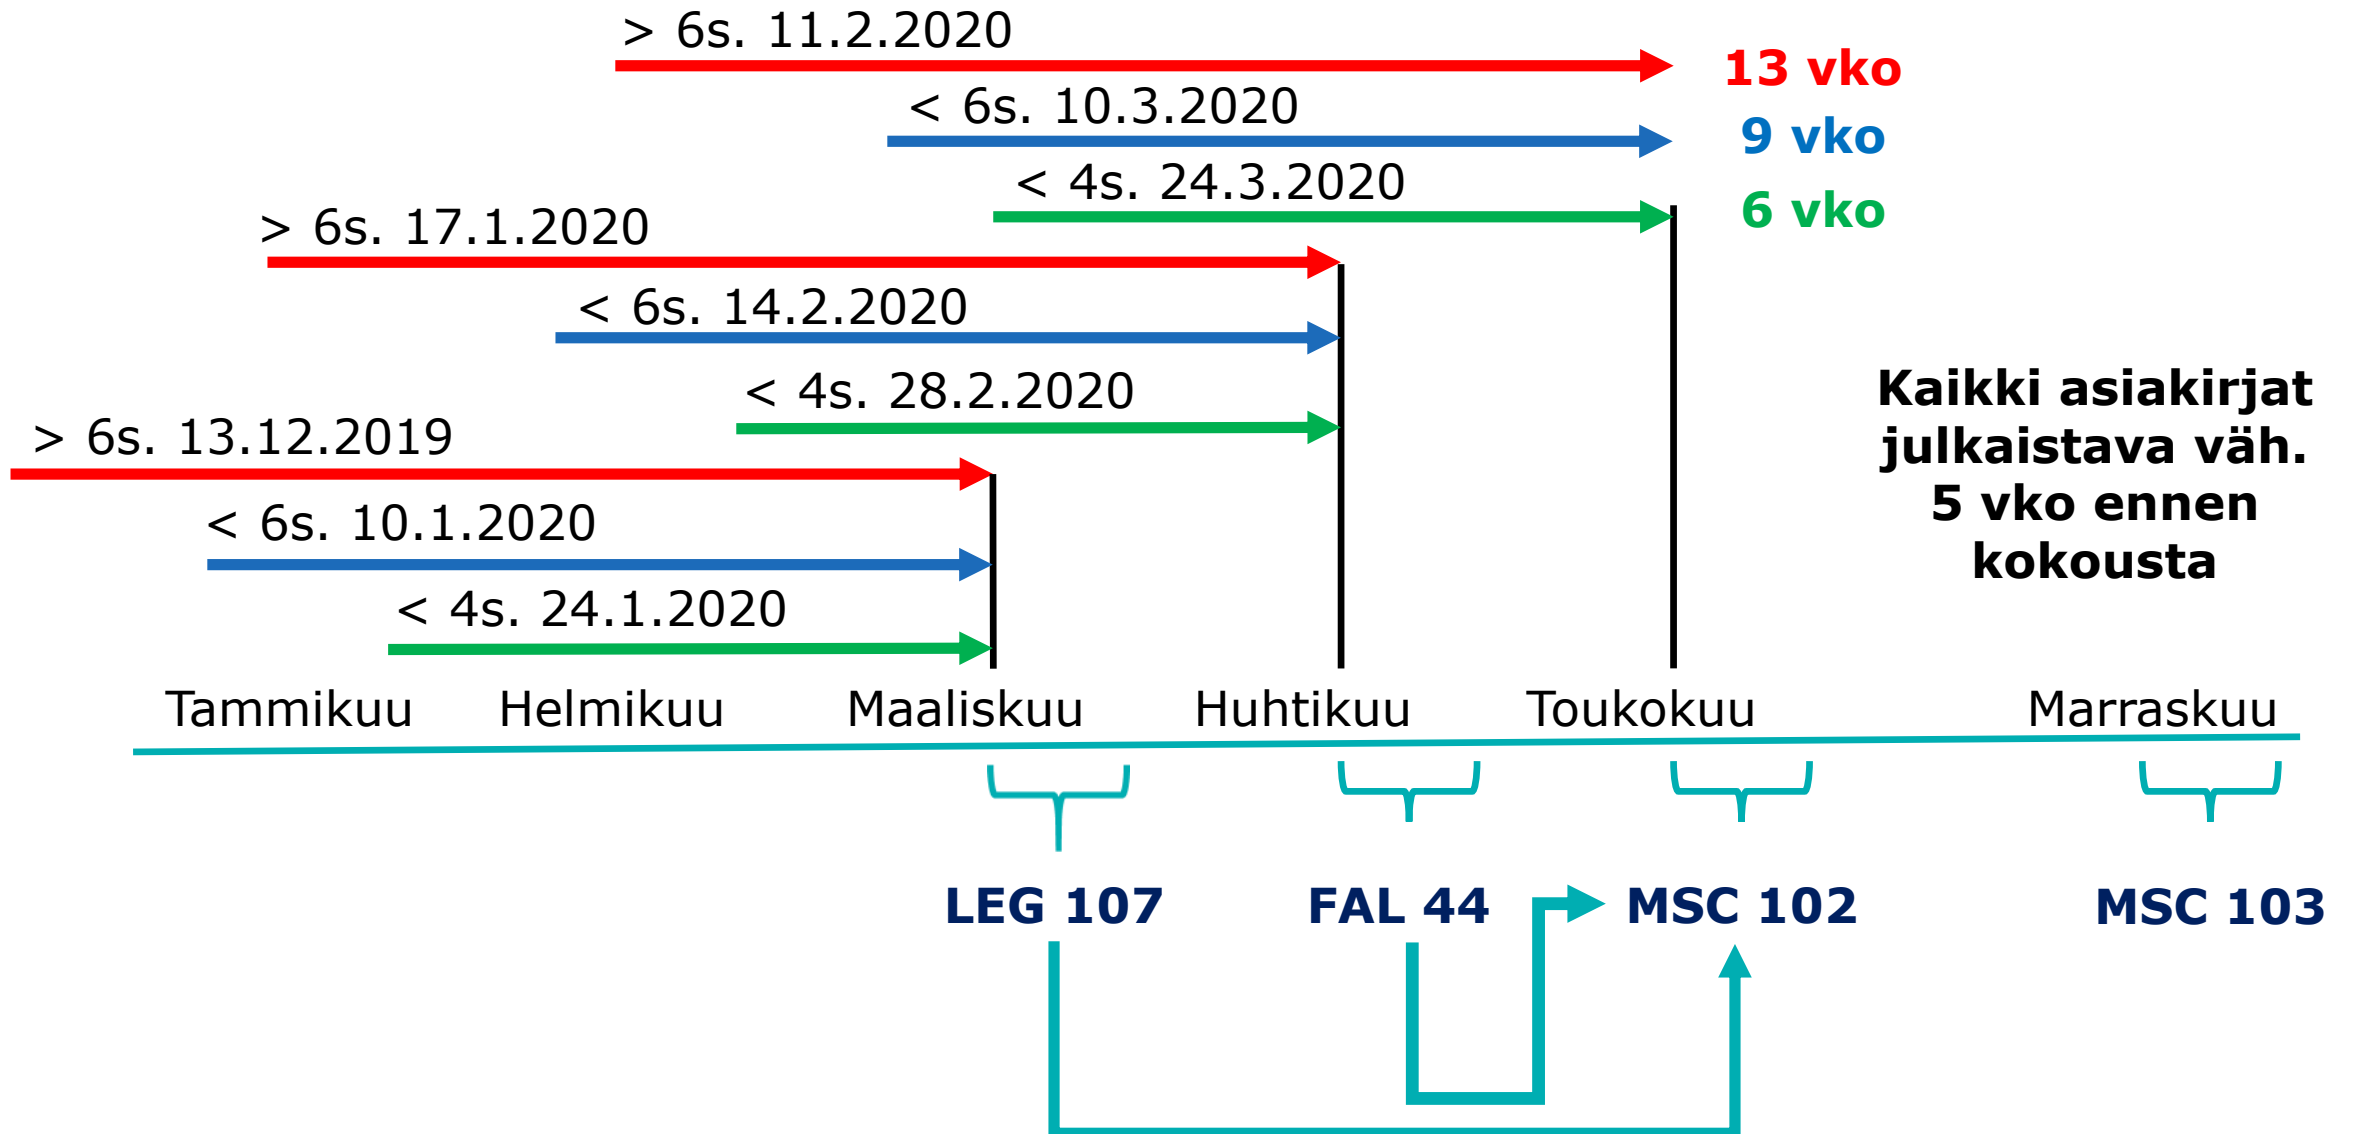 > 6s. 11.2.2020
13 vko
< 6s. 10.3.2020
9 vko
< 4s. 24.3.2020
6 vko
> 6s. 17.1.2020
< 6s. 14.2.2020
< 4s. 28.2.2020
> 6s. 13.12.2019
< 6s. 10.1.2020
< 4s. 24.1.2020
Kaikki asiakirjat
julkaistava väh.
5 vko ennen
kokousta
Tammikuu Helmikuu Maaliskuu Huhtikuu Toukokuu Marraskuu
LEG 107 FAL 44 MSC 102 MSC 103